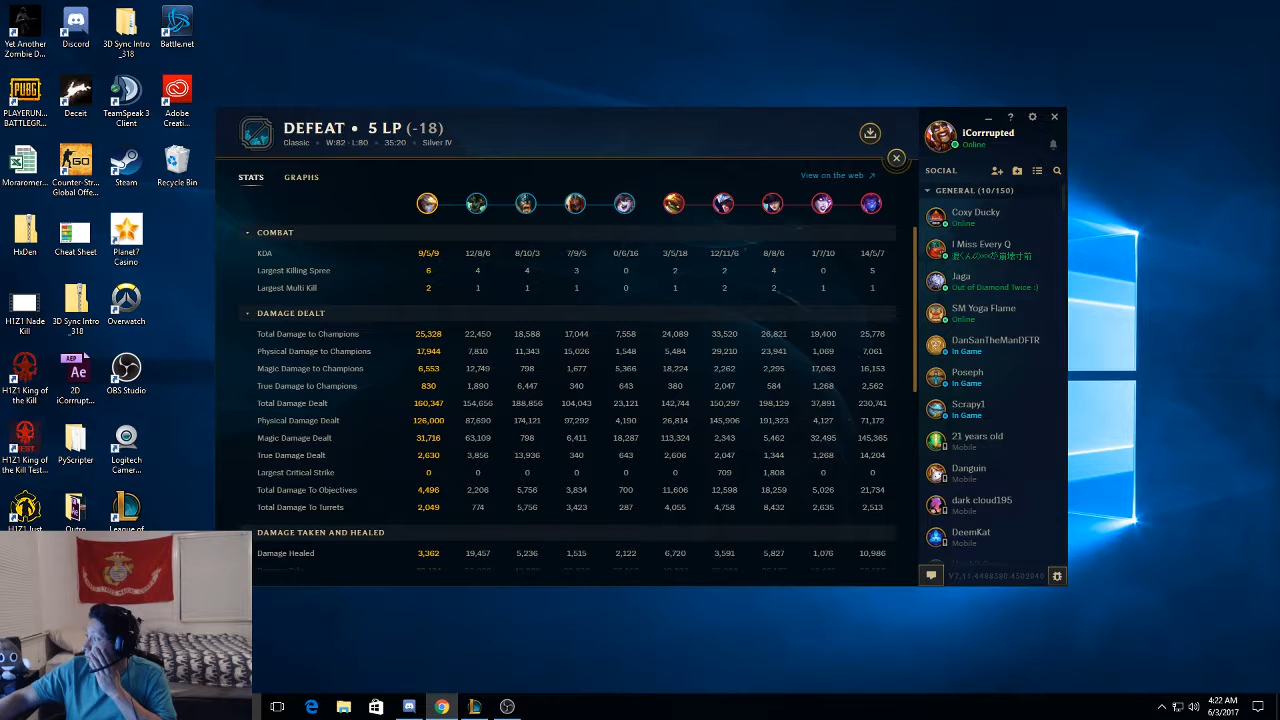 Yet Another Zombie D...
Discord
3D Sync Intro _318
Battle.net
PLAYERUN... BATTLEGR...
Deceit
TeamSpeak 3 Client
Adobe Creati...
Moraromer...
Counter-Str... Global Offe...
Steam
Recycle Bin
HxDen
Cheat Sheet
Planet7 Casino
H1Z1 Nade Kill
3D Sync Intro _318
Overwatch
H1Z1 King of the Kill
2D iCorrupt...
OBS Studio
H1Z1 King of the Kill Test...
PyScripter
Logitech Camer...
H1Z1 Just
Outro
League of
DEFEAT • 5 LP (-18)
Classic • W:82 - L:80 • 35:20 • Silver IV
STATS GRAPHS
View on the web
COMBAT
KDA 9/5/9 12/8/6 8/10/3 7/9/5 0/6/16 3/5/18 12/11/6 8/8/6 1/7/10 14/5/7
Largest Killing Spree 6 4 4 3 0 2 2 4 0 5
Largest Multi Kill 2 1 1 1 0 1 2 2 1 1
DAMAGE DEALT
Total Damage to Champions 25,328 22,450 18,588 17,044 7,558 24,089 33,520 26,821 19,400 25,776
Physical Damage to Champions 17,944 7,810 11,343 15,026 1,548 5,484 29,210 23,941 1,069 7,061
Magic Damage to Champions 6,553 12,749 798 1,677 5,366 18,224 2,262 2,295 17,063 16,153
True Damage to Champions 830 1,890 6,447 340 643 380 2,047 584 1,268 2,562
Total Damage Dealt 160,347 154,656 188,856 104,043 23,121 142,744 150,297 198,129 37,891 230,741
Physical Damage Dealt 126,000 87,690 174,121 97,292 4,190 26,814 145,906 191,323 4,127 71,172
Magic Damage Dealt 31,716 63,109 798 6,411 18,287 113,324 2,343 5,462 32,495 145,365
True Damage Dealt 2,630 3,856 13,936 340 643 2,606 2,047 1,344 1,268 14,204
Largest Critical Strike 0 0 0 0 0 0 709 1,808 0 0
Total Damage To Objectives 4,496 2,206 5,756 3,834 700 11,606 12,598 18,259 5,026 21,734
Total Damage To Turrets 2,049 774 5,756 3,423 287 4,055 4,758 8,432 2,635 2,513
DAMAGE TAKEN AND HEALED
Damage Healed 3,362 19,457 5,236 1,515 2,122 6,720 3,591 5,827 1,076 10,986
iCorrrupted
Online
SOCIAL
GENERAL (10/150)
Coxy Ducky
Online
I Miss Every Q
Jaga
Out of Diamond Twice :)
SM Yoga Flame
Online
DanSanTheManDFTR
In Game
Poseph
In Game
Scrapy1
In Game
21 years old
Mobile
Danguin
Mobile
dark cloud195
Mobile
DeemKat
Mobile
V7.11.4488380.4502040
4:22 AM
6/3/2017